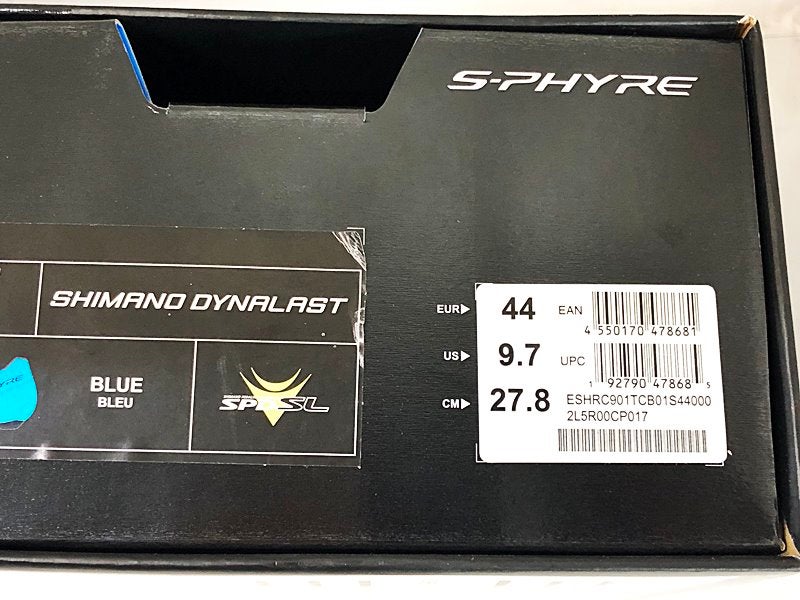 S-PHYRE
SHIMANO DYNALAST
BLUE
BLEU
SPD-SL
EUR▶ 44 EAN
4 550170 478681
US▶ 9.7 UPC
1 92790 47868 5
CM▶ 27.8 ESHRC901TCB01S44000
2L5R00CP017